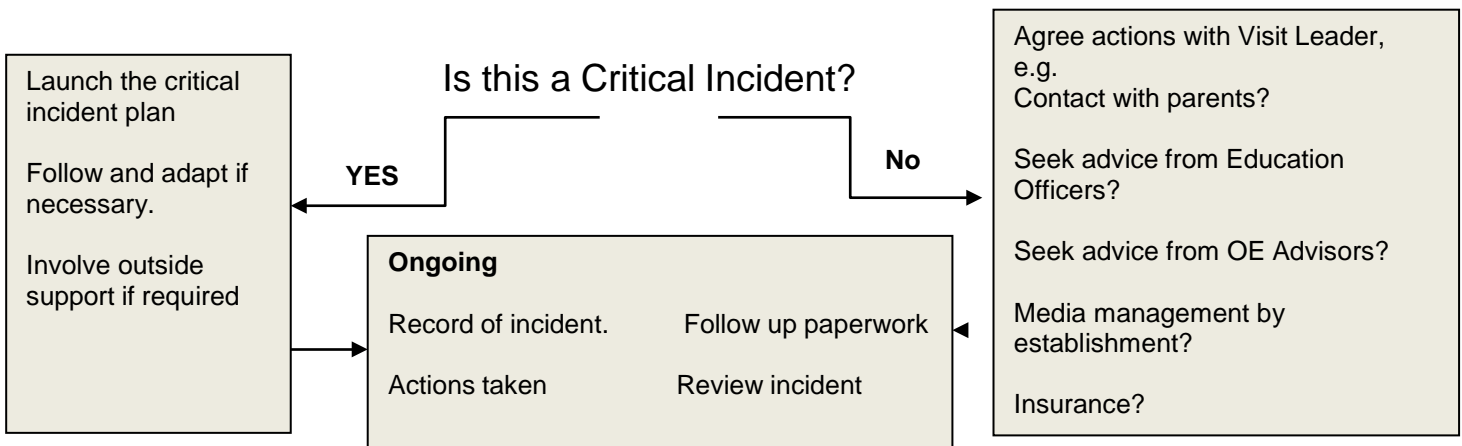 Is this a Critical Incident?
YES
No
Launch the critical
incident plan
Follow and adapt if
necessary.
Involve outside
support if required
Agree actions with Visit Leader,
e.g.
Contact with parents?
Seek advice from Education
Officers?
Seek advice from OE Advisors?
Media management by
establishment?
Insurance?
Ongoing
Record of incident. Follow up paperwork
Actions taken Review incident